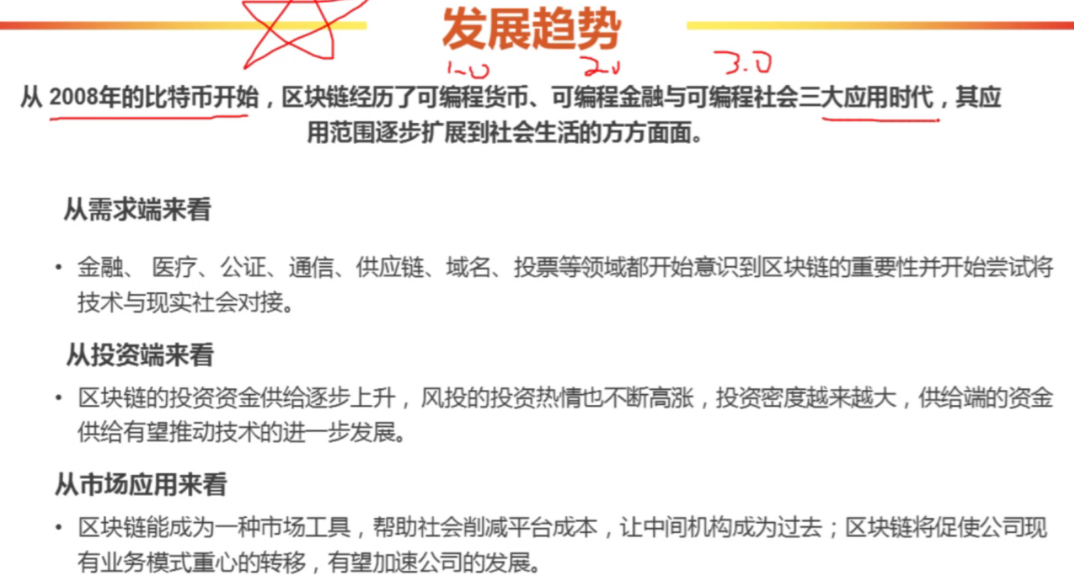 发展趋势
1.0 2.0 3.0
从 2008年的比特币开始，区块链经历了可编程货币、可编程金融与可编程社会三大应用时代，其应
用范围逐步扩展到社会生活的方方面面。
从需求端来看
• 金融、 医疗、公证、通信、供应链、域名、投票等领域都开始意识到区块链的重要性并开始尝试将
技术与现实社会对接。
从投资端来看
• 区块链的投资资金供给逐步上升， 风投的投资热情也不断高涨，投资密度越来越大，供给端的资金
供给有望推动技术的进一步发展。
从市场应用来看
• 区块链能成为一种市场工具，帮助社会削减平台成本，让中间机构成为过去；区块链将促使公司现
有业务模式重心的转移，有望加速公司的发展。